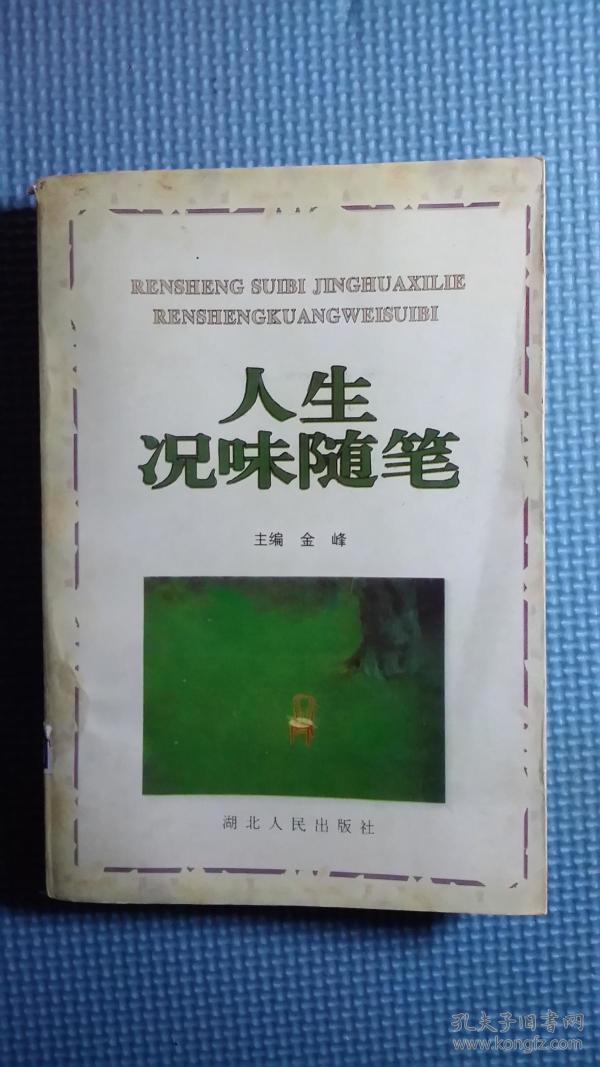 RENSHENG SUIBI JINGHUAXILIE
RENSHENGKUANGWEISUIBI
人生
况味随笔
主编 金峰
湖北人民出版社
孔夫子旧书网
www.kongfz.com